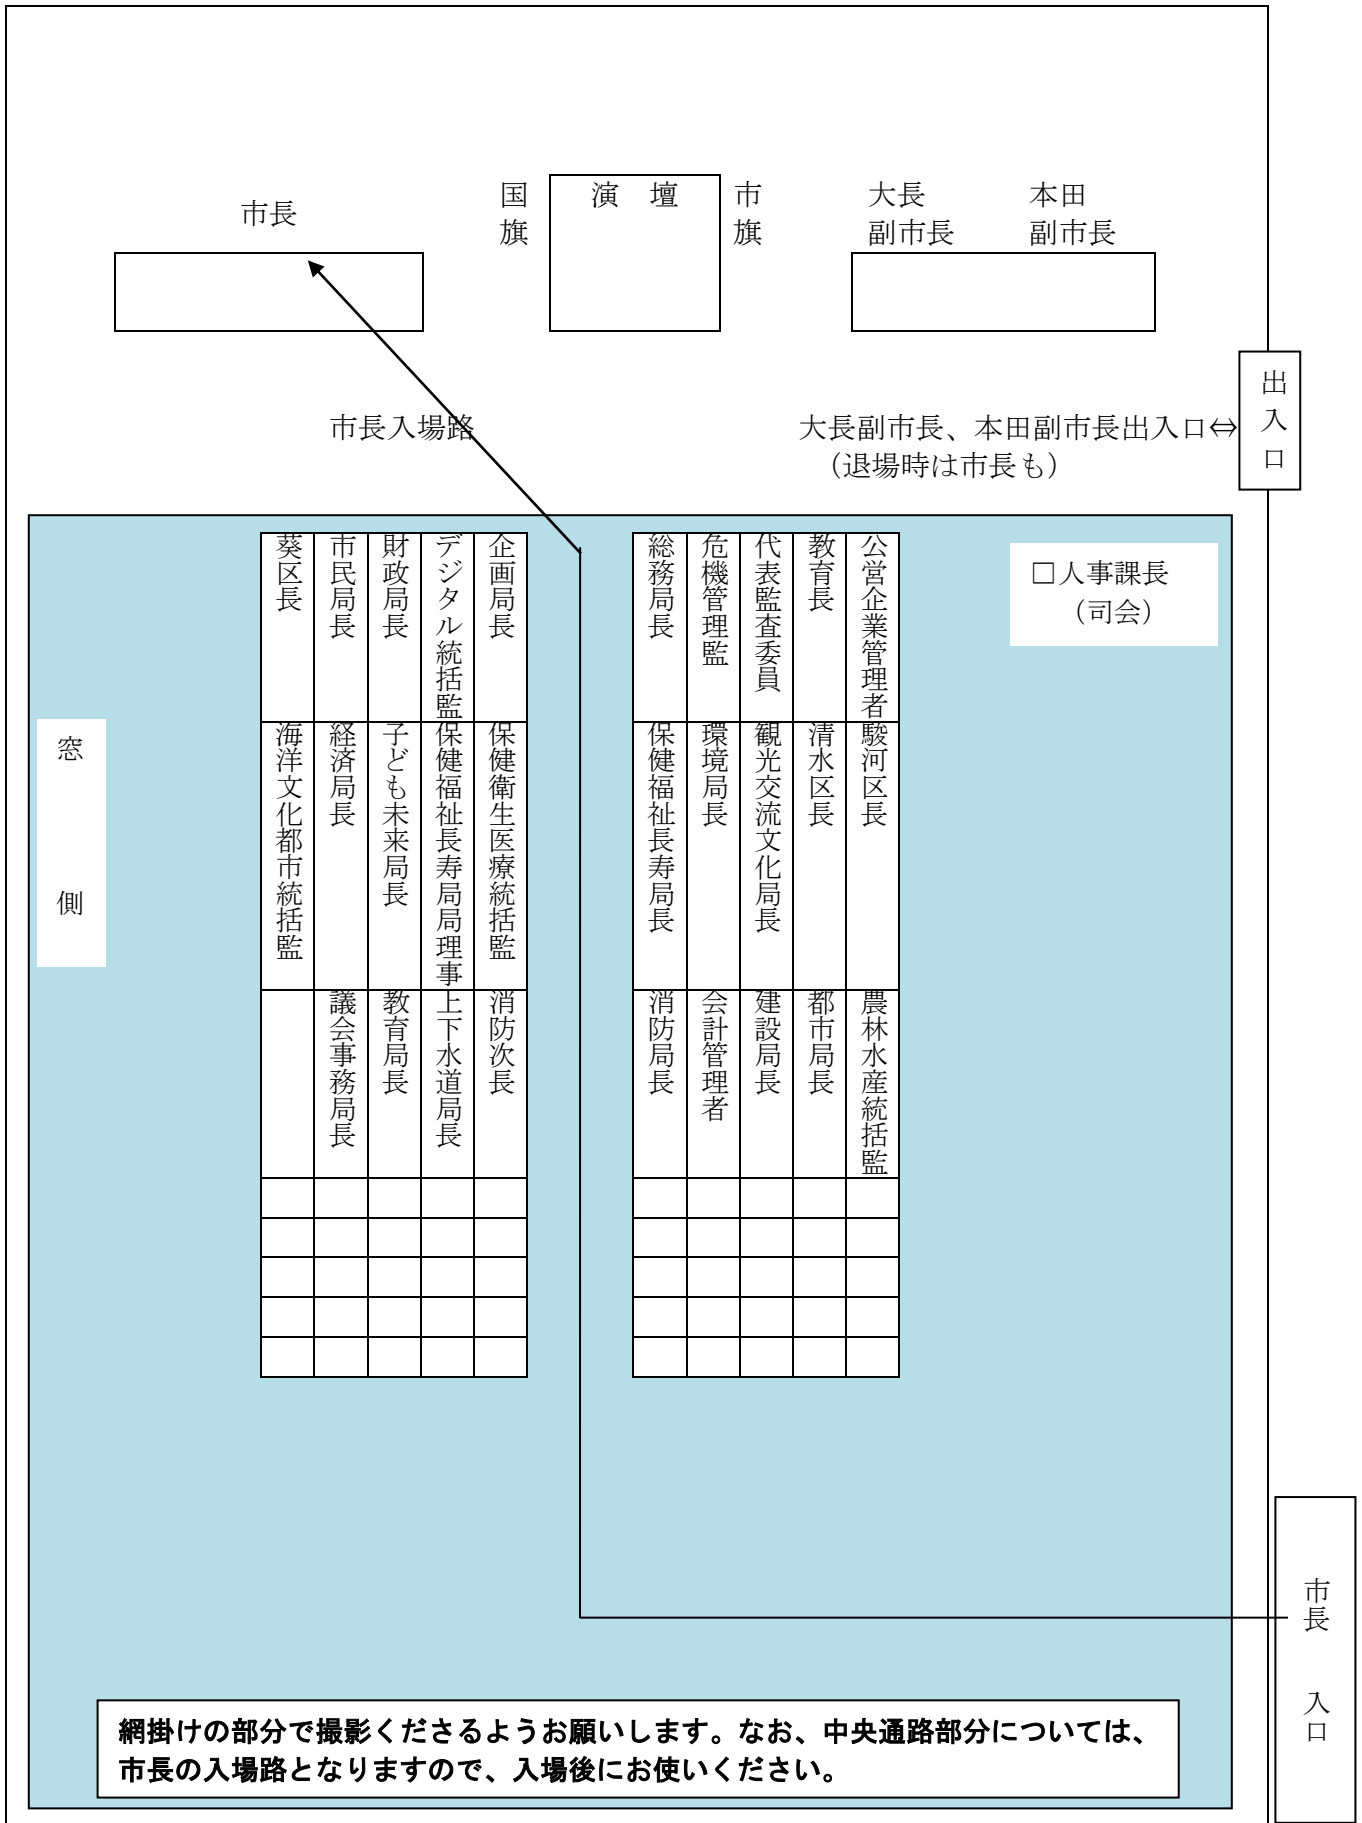 市長
国旗
演 壇
市旗
大長
副市長
本田
副市長
出入口
市長入場路
大長副市長、本田副市長出入口⇔
（退場時は市長も）
葵区長
市民局長
財政局長
デジタル統括監
企画局長
総務局長
危機管理監
代表監査委員
教育長
公営企業管理者
□人事課長
（司会）
窓 側
海洋文化都市統括監
経済局長
子ども未来局長
保健福祉長寿局局理事
保健衛生医療統括監
保健福祉長寿局長
環境局長
観光交流文化局長
清水区長
駿河区長
議会事務局長
教育局長
上下水道局長
消防次長
消防局長
会計管理者
建設局長
都市局長
農林水産統括監
市長 入口
網掛けの部分で撮影くださるようお願いします。なお、中央通路部分については、
市長の入場路となりますので、入場後にお使いください。